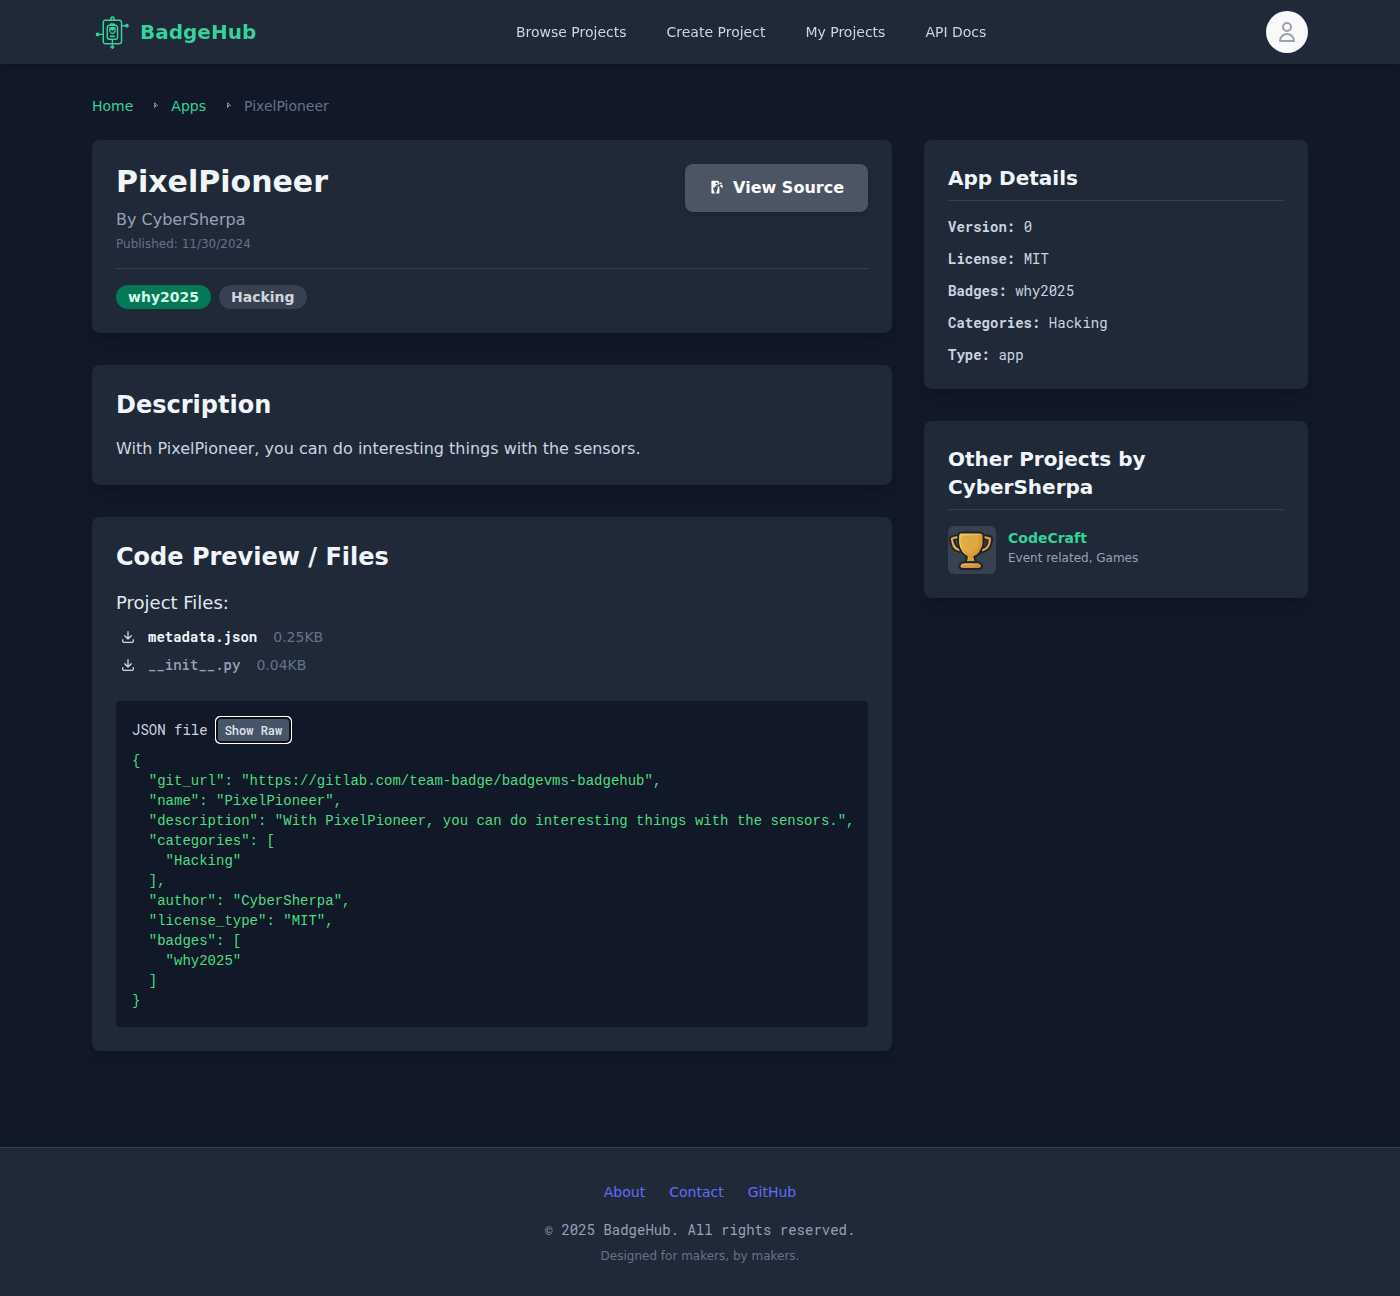 BadgeHub
Browse Projects
Create Project
My Projects
API Docs
Home
Apps
PixelPioneer
PixelPioneer
By CyberSherpa
Published: 11/30/2024
View Source
why2025
Hacking
Description
With PixelPioneer, you can do interesting things with the sensors.
Code Preview / Files
Project Files:
metadata.json 0.25KB
__init__.py 0.04KB
JSON file Show Raw
{
  "git_url": "https://gitlab.com/team-badge/badgevms-badgehub",
  "name": "PixelPioneer",
  "description": "With PixelPioneer, you can do interesting things with the sensors.",
  "categories": [
    "Hacking"
  ],
  "author": "CyberSherpa",
  "license_type": "MIT",
  "badges": [
    "why2025"
  ]
}
App Details
Version: 0
License: MIT
Badges: why2025
Categories: Hacking
Type: app
Other Projects by
CyberSherpa
CodeCraft
Event related, Games
About
Contact
GitHub
© 2025 BadgeHub. All rights reserved.
Designed for makers, by makers.